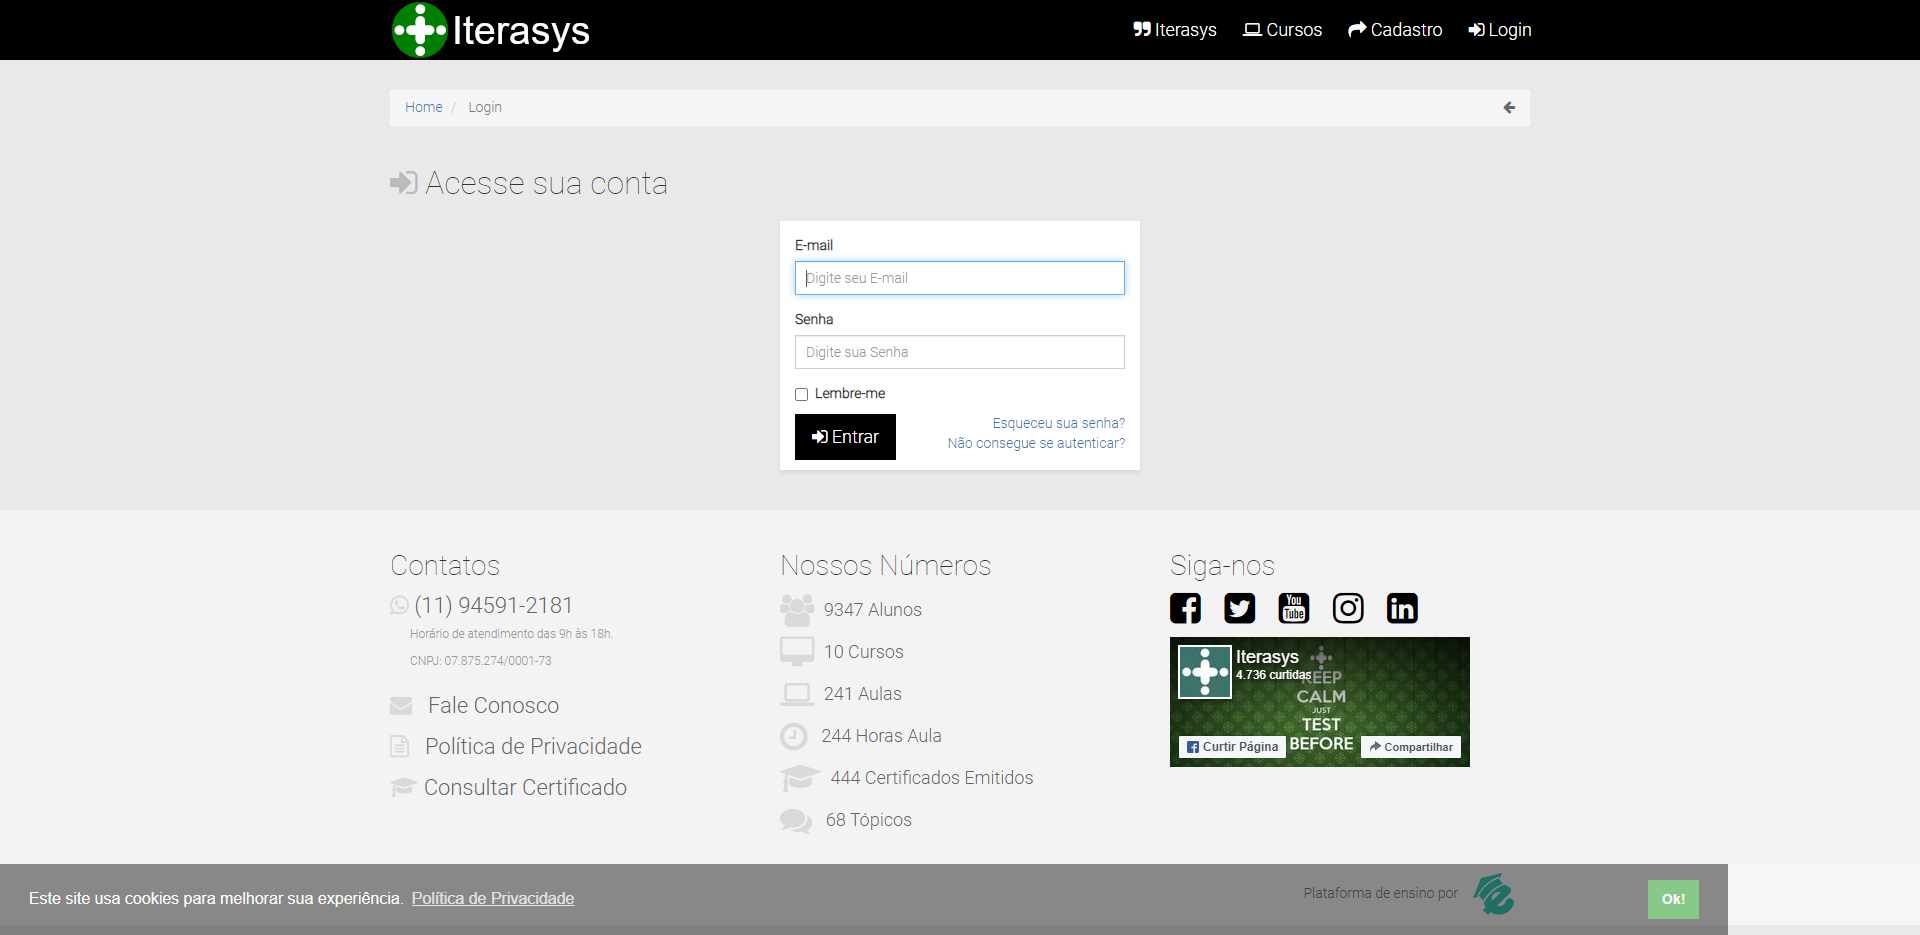 Iterasys
Iterasys Cursos Cadastro Login
Home / Login
Acesse sua conta
E-mail
Digite seu E-mail
Senha
Digite sua Senha
Lembre-me
Entrar
Esqueceu sua senha?
Não consegue se autenticar?
Contatos
(11) 94591-2181
Horário de atendimento das 9h às 18h.
CNPJ: 07.875.274/0001-73
Fale Conosco
Política de Privacidade
Consultar Certificado
Nossos Números
9347 Alunos
10 Cursos
241 Aulas
244 Horas Aula
444 Certificados Emitidos
68 Tópicos
Siga-nos
You
Tube
Iterasys
4.736 curtidas
KEEP
CALM
JUST
TEST
BEFORE
Curtir Página
Compartilhar
Este site usa cookies para melhorar sua experiência. Política de Privacidade
Plataforma de ensino por
Ok!